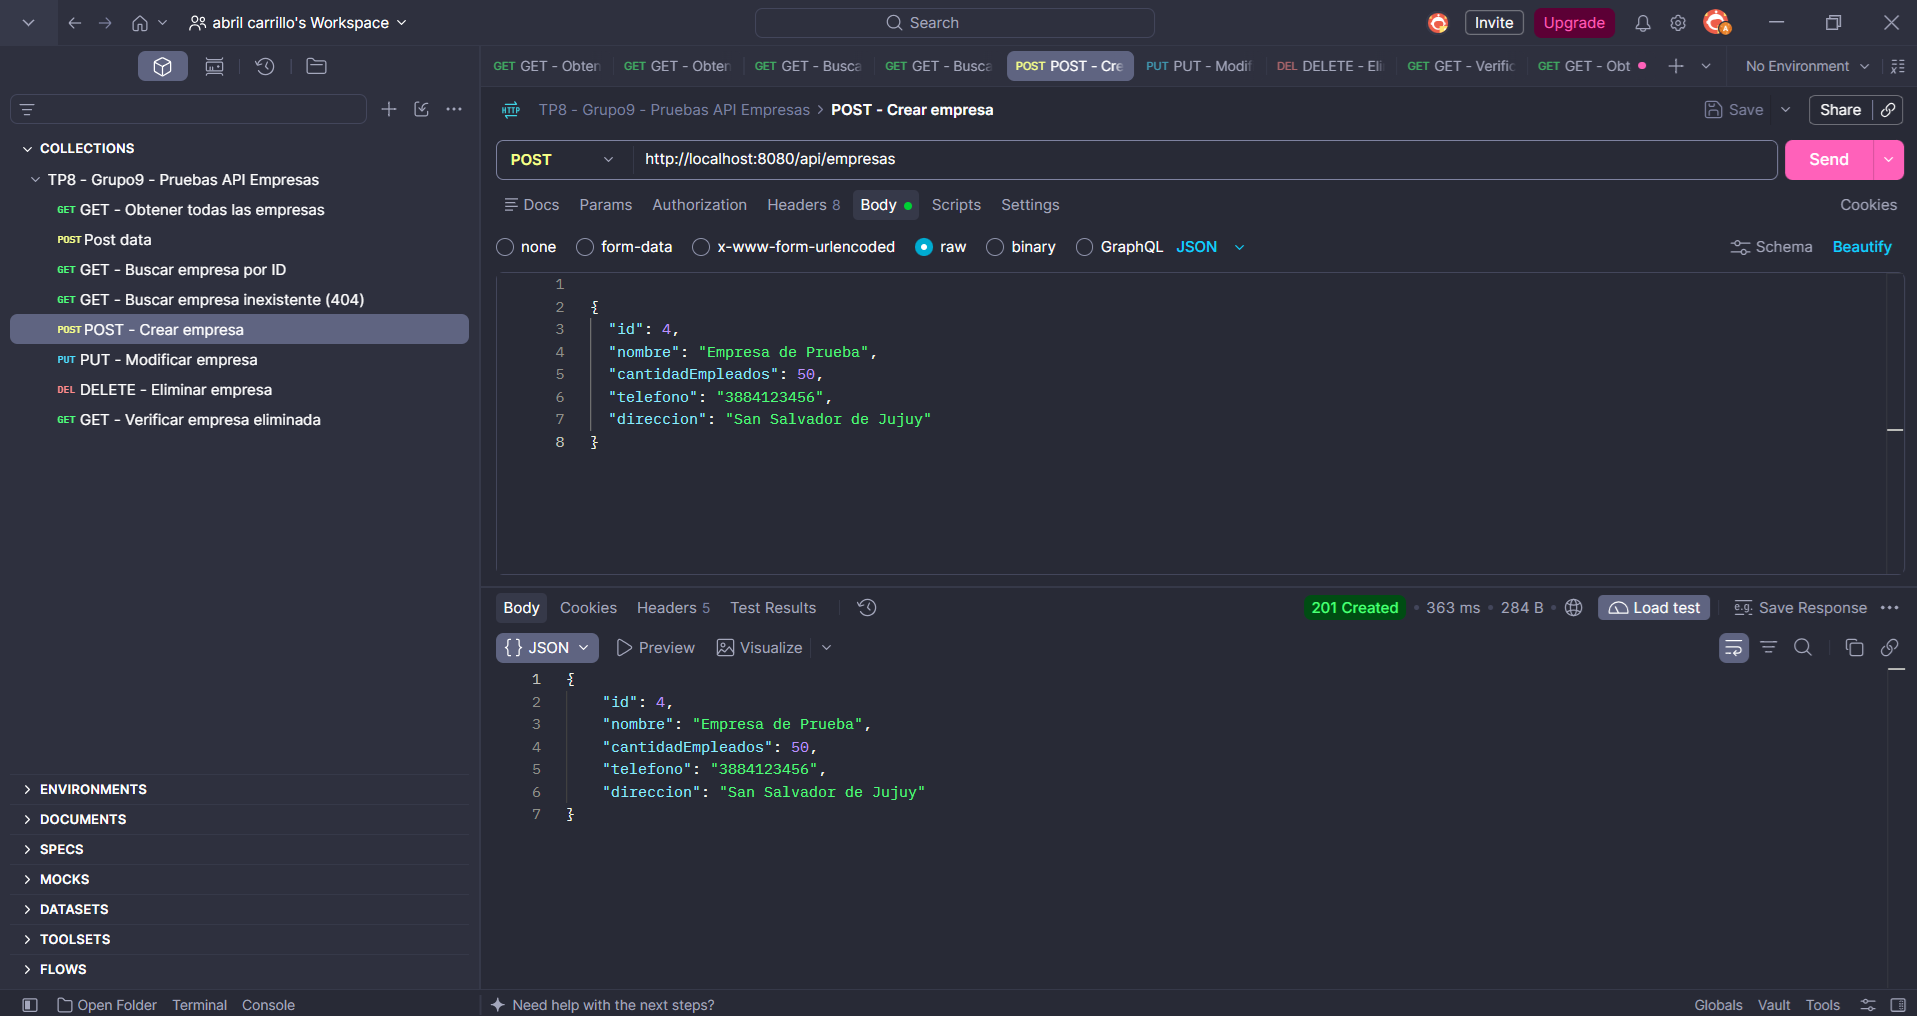 abril carrillo's Workspace
Search
Invite
Upgrade
GET GET - Obten
GET GET - Obten
GET GET - Busca
GET GET - Busca
POST POST - Cre
PUT PUT - Modif
DEL DELETE - Eli
GET GET - Verific
GET GET - Obt
No Environment
HTTP TP8 - Grupo9 - Pruebas API Empresas > POST - Crear empresa
Save
Share
COLLECTIONS
TP8 - Grupo9 - Pruebas API Empresas
GET GET - Obtener todas las empresas
POST Post data
GET GET - Buscar empresa por ID
GET GET - Buscar empresa inexistente (404)
POST POST - Crear empresa
PUT PUT - Modificar empresa
DEL DELETE - Eliminar empresa
GET GET - Verificar empresa eliminada
ENVIRONMENTS
DOCUMENTS
SPECS
MOCKS
DATASETS
TOOLSETS
FLOWS
POST http://localhost:8080/api/empresas
Send
Docs Params Authorization Headers 8 Body Scripts Settings Cookies
none form-data x-www-form-urlencoded raw binary GraphQL JSON Schema Beautify
1
2 {
3 "id": 4,
4 "nombre": "Empresa de Prueba",
5 "cantidadEmpleados": 50,
6 "telefono": "3884123456",
7 "direccion": "San Salvador de Jujuy"
8 }
Body Cookies Headers 5 Test Results 201 Created 363 ms 284 B Load test e.g. Save Response
{} JSON Preview Visualize
1 {
2 "id": 4,
3 "nombre": "Empresa de Prueba",
4 "cantidadEmpleados": 50,
5 "telefono": "3884123456",
6 "direccion": "San Salvador de Jujuy"
7 }
Open Folder Terminal Console Need help with the next steps? Globals Vault Tools